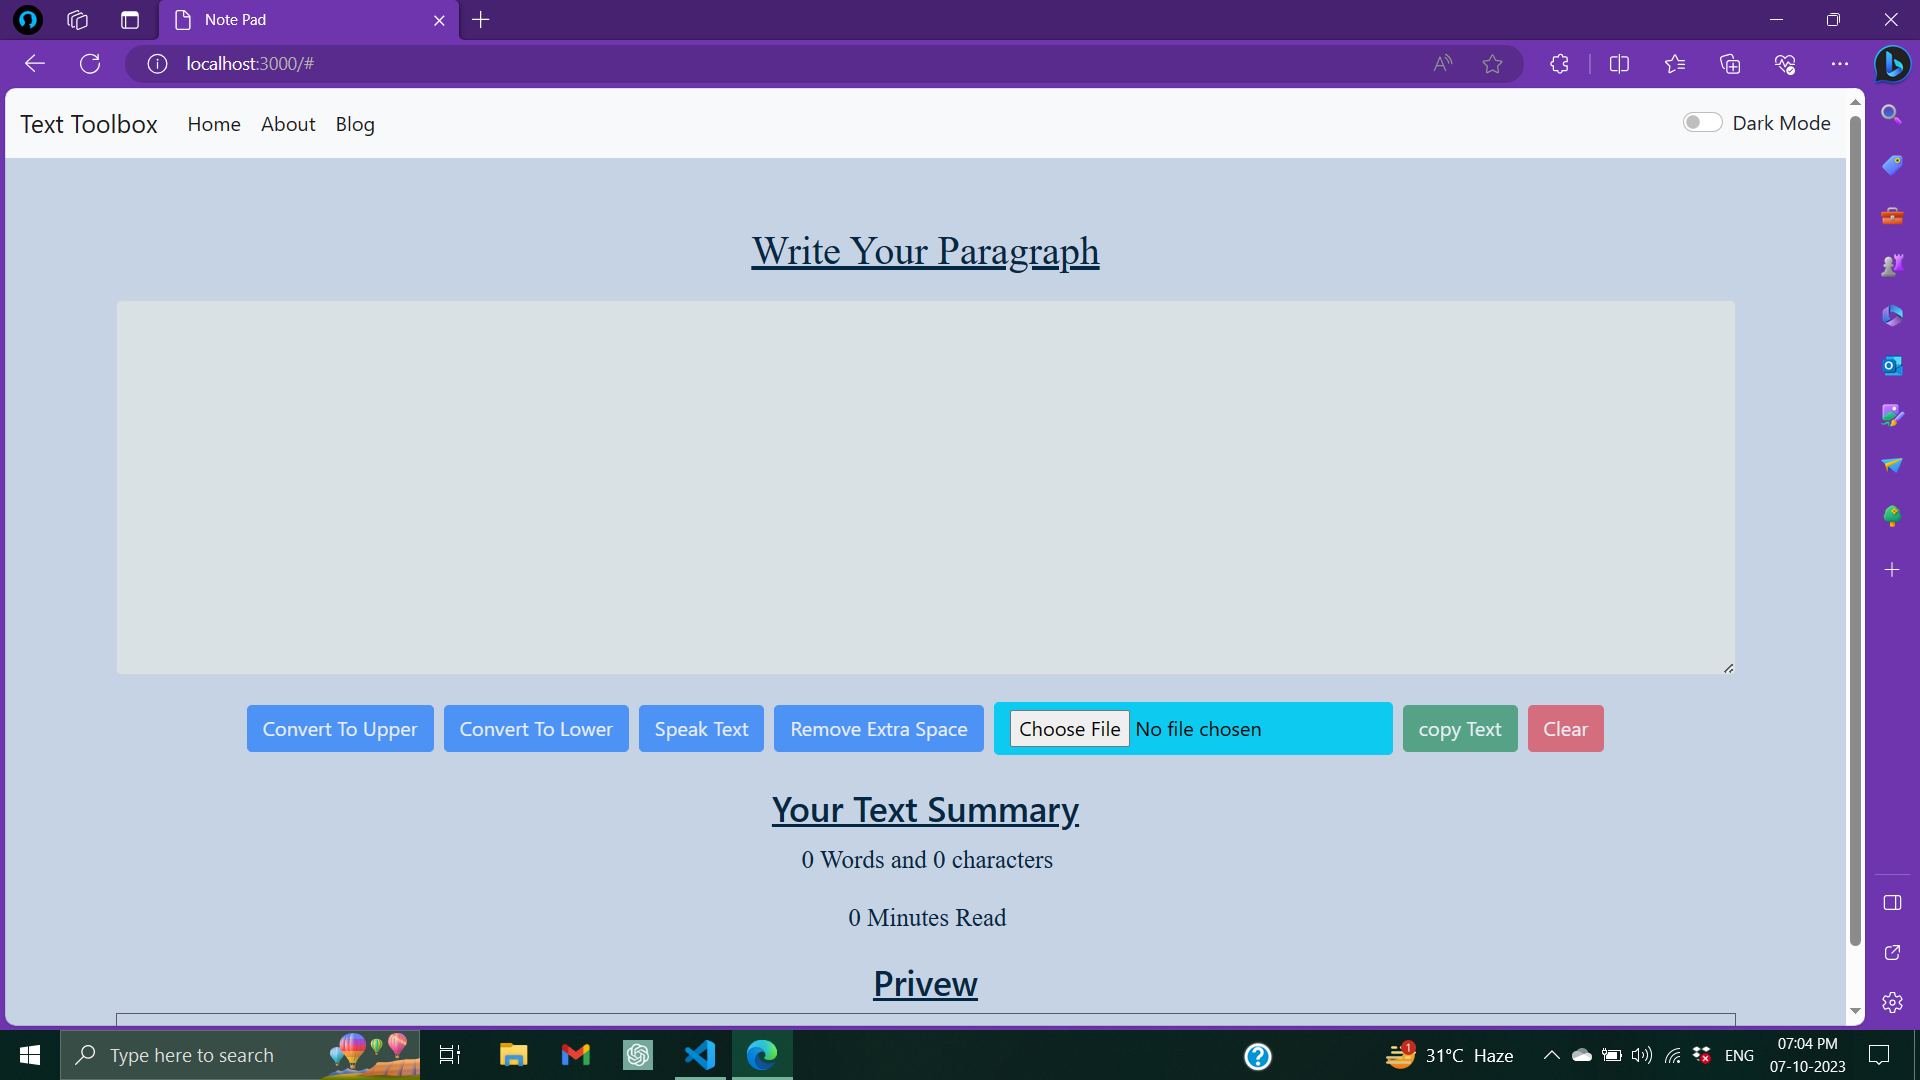 Note Pad
localhost:3000/#
Text Toolbox Home About Blog Dark Mode
Write Your Paragraph
Convert To Upper Convert To Lower Speak Text Remove Extra Space Choose File No file chosen copy Text Clear
Your Text Summary
0 Words and 0 characters
0 Minutes Read
Privew
Type here to search
1
31°C Haze
ENG
07:04 PM
07-10-2023